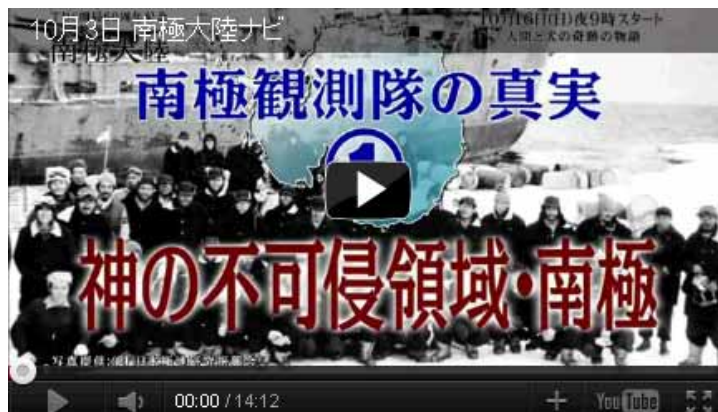 10月3日 南極大陸ナビ
10月16日(日)夜9時スタート
南極大陸
人間と犬の奇跡の物語
南極観測隊の真実
①
神の不可侵領域・南極
00:00 / 14:12
YouTube